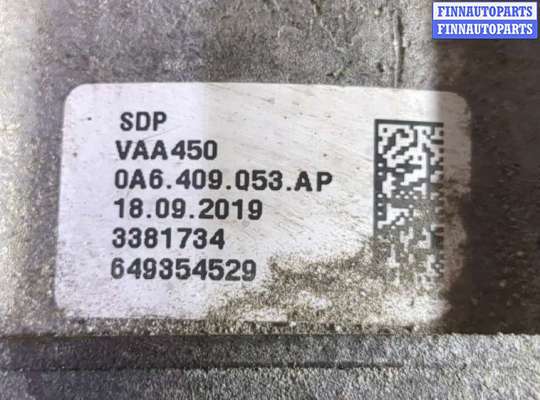 FINNAUTOPARTS
FINNAUTOPARTS
SDP
VAA450
0A6.409.053.AP
18.09.2019
3381734
649354529